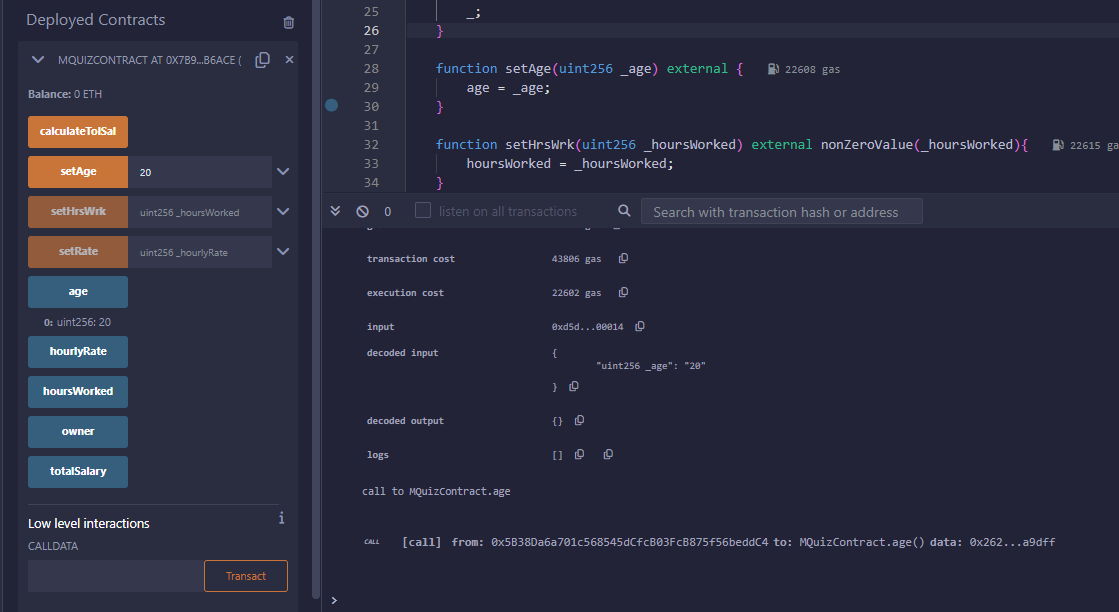 Deployed Contracts
MQUIZCONTRACT AT 0X7B9...B6ACE (
Balance: 0 ETH
calculateTolSal
setAge 20
setHrsWrk uint256 _hoursWorked
setRate uint256 _hourlyRate
age
0: uint256: 20
hourlyRate
hoursWorked
owner
totalSalary
Low level interactions i
CALLDATA
Transact
25 _;
26 }
27
28 function setAge(uint256 _age) external { 22608 gas
29 age = _age;
30 }
31
32 function setHrsWrk(uint256 _hoursWorked) external nonZeroValue(_hoursWorked){ 22615 ga
33 hoursWorked = _hoursWorked;
34 }
0 listen on all transactions Search with transaction hash or address
transaction cost 43806 gas
execution cost 22602 gas
input 0xd5d...00014
decoded input {
"uint256 _age": "20"
}
decoded output {}
logs []
call to MQuizContract.age
CALL [call] from: 0x5B38Da6a701c568545dCfcB03FcB875f56beddC4 to: MQuizContract.age() data: 0x262...a9dff
>